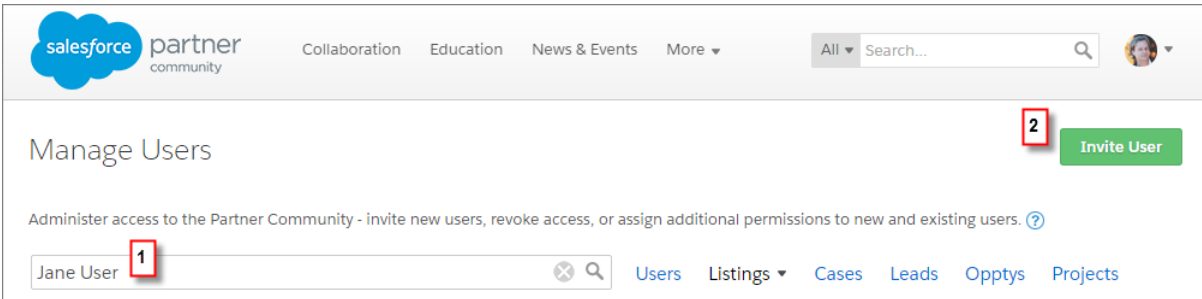 salesforce partner community Collaboration Education News & Events More All Search...
2
Manage Users Invite User
Administer access to the Partner Community - invite new users, revoke access, or assign additional permissions to new and existing users. ?
1
Jane User Users Listings Cases Leads Opptys Projects